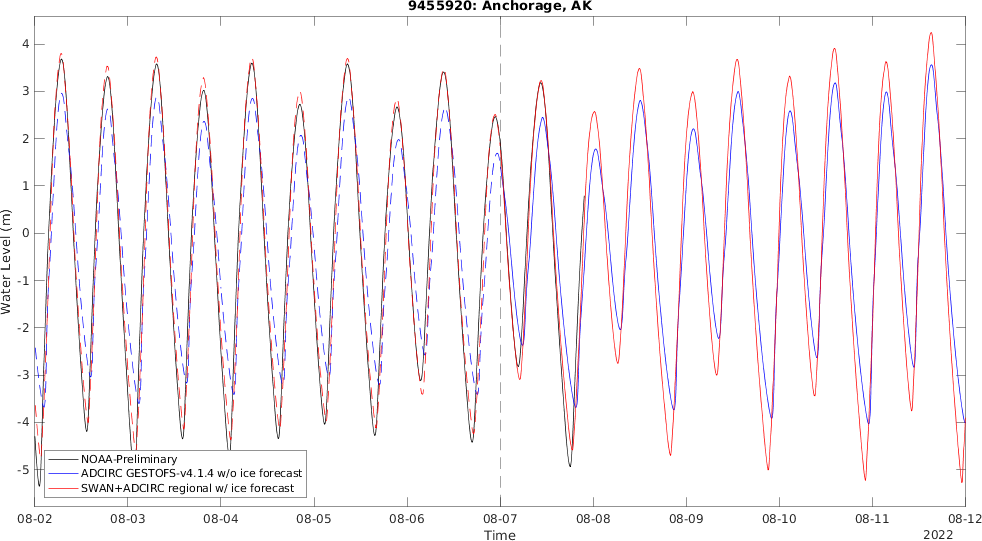 9455920: Anchorage, AK
Water Level (m)
4
3
2
1
0
-1
-2
-3
-4
-5
NOAA-Preliminary
ADCIRC GESTOFS-v4.1.4 w/o ice forecast
SWAN+ADCIRC regional w/ ice forecast
08-02 08-03 08-04 08-05 08-06 08-07 08-08 08-09 08-10 08-11 08-12
Time
2022